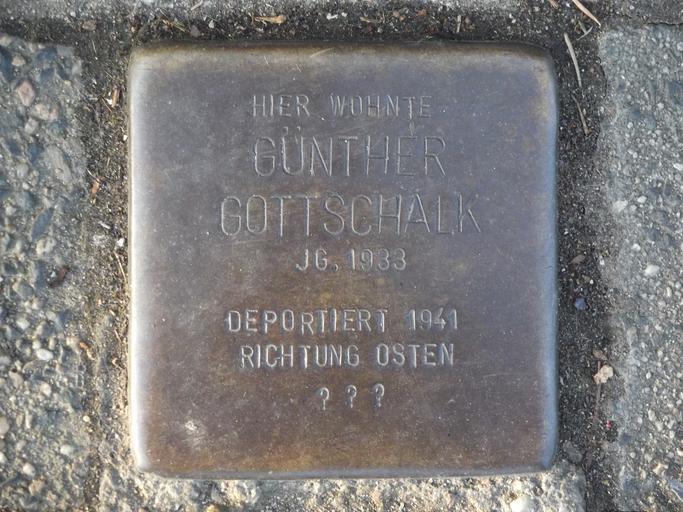 HIER WOHNTE
GÜNTHER
GOTTSCHALK
JG. 1933
DEPORTIERT 1941
RICHTUNG OSTEN
? ? ?